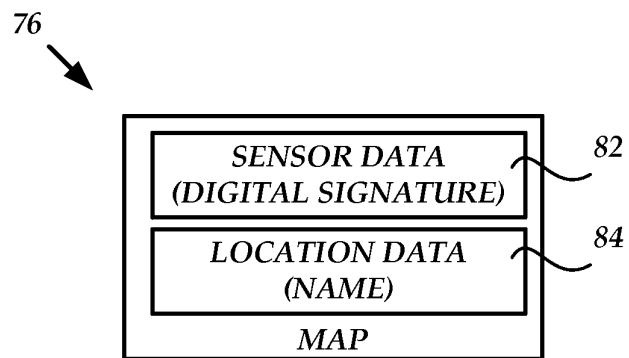 76
SENSOR DATA
(DIGITAL SIGNATURE)
82
LOCATION DATA
(NAME)
84
MAP